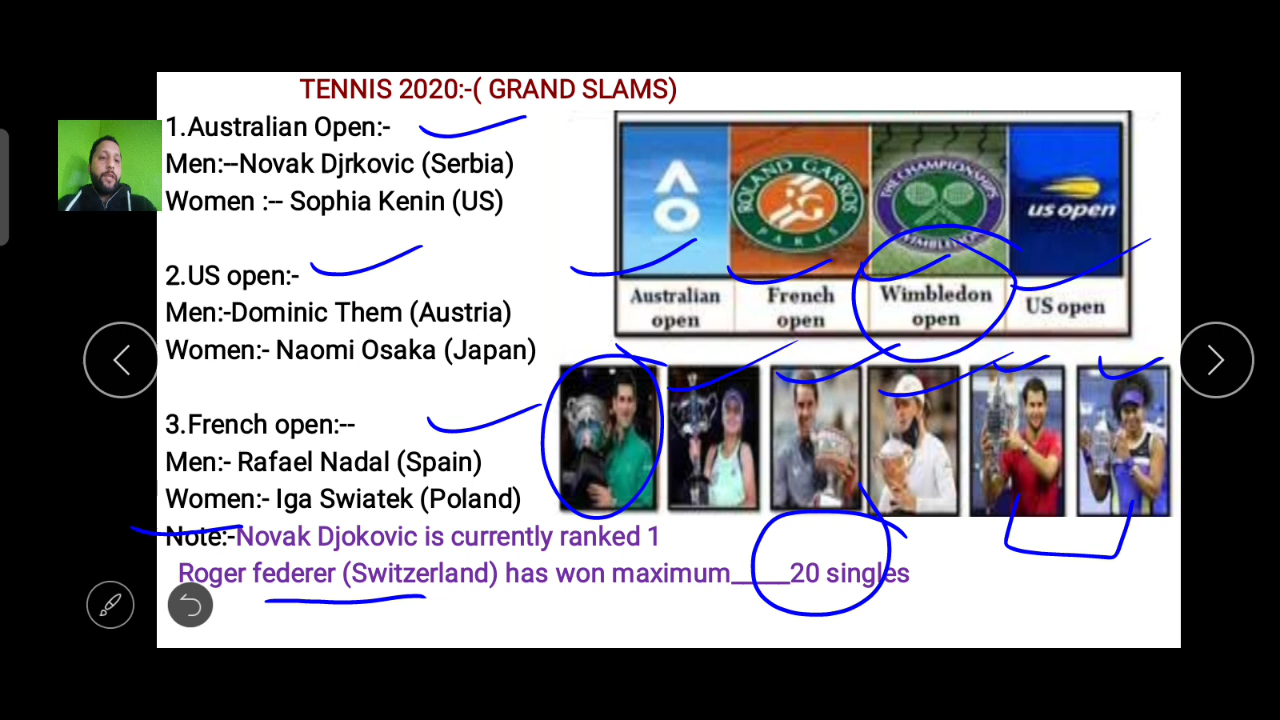 TENNIS 2020:-( GRAND SLAMS)
1.Australian Open:-
Men:--Novak Djrkovic (Serbia)
Women :-- Sophia Kenin (US)
2.US open:-
Men:-Dominic Them (Austria)
Women:- Naomi Osaka (Japan)
3.French open:--
Men:- Rafael Nadal (Spain)
Women:- Iga Swiatek (Poland)
Note:-Novak Djokovic is currently ranked 1
Roger federer (Switzerland) has won maximum_____20 singles
AO
ROLAND GARROS
PARIS
THE CHAMPIONSHIPS
WIMBLEDON
us open
Australian open
French open
Wimbledon open
US open